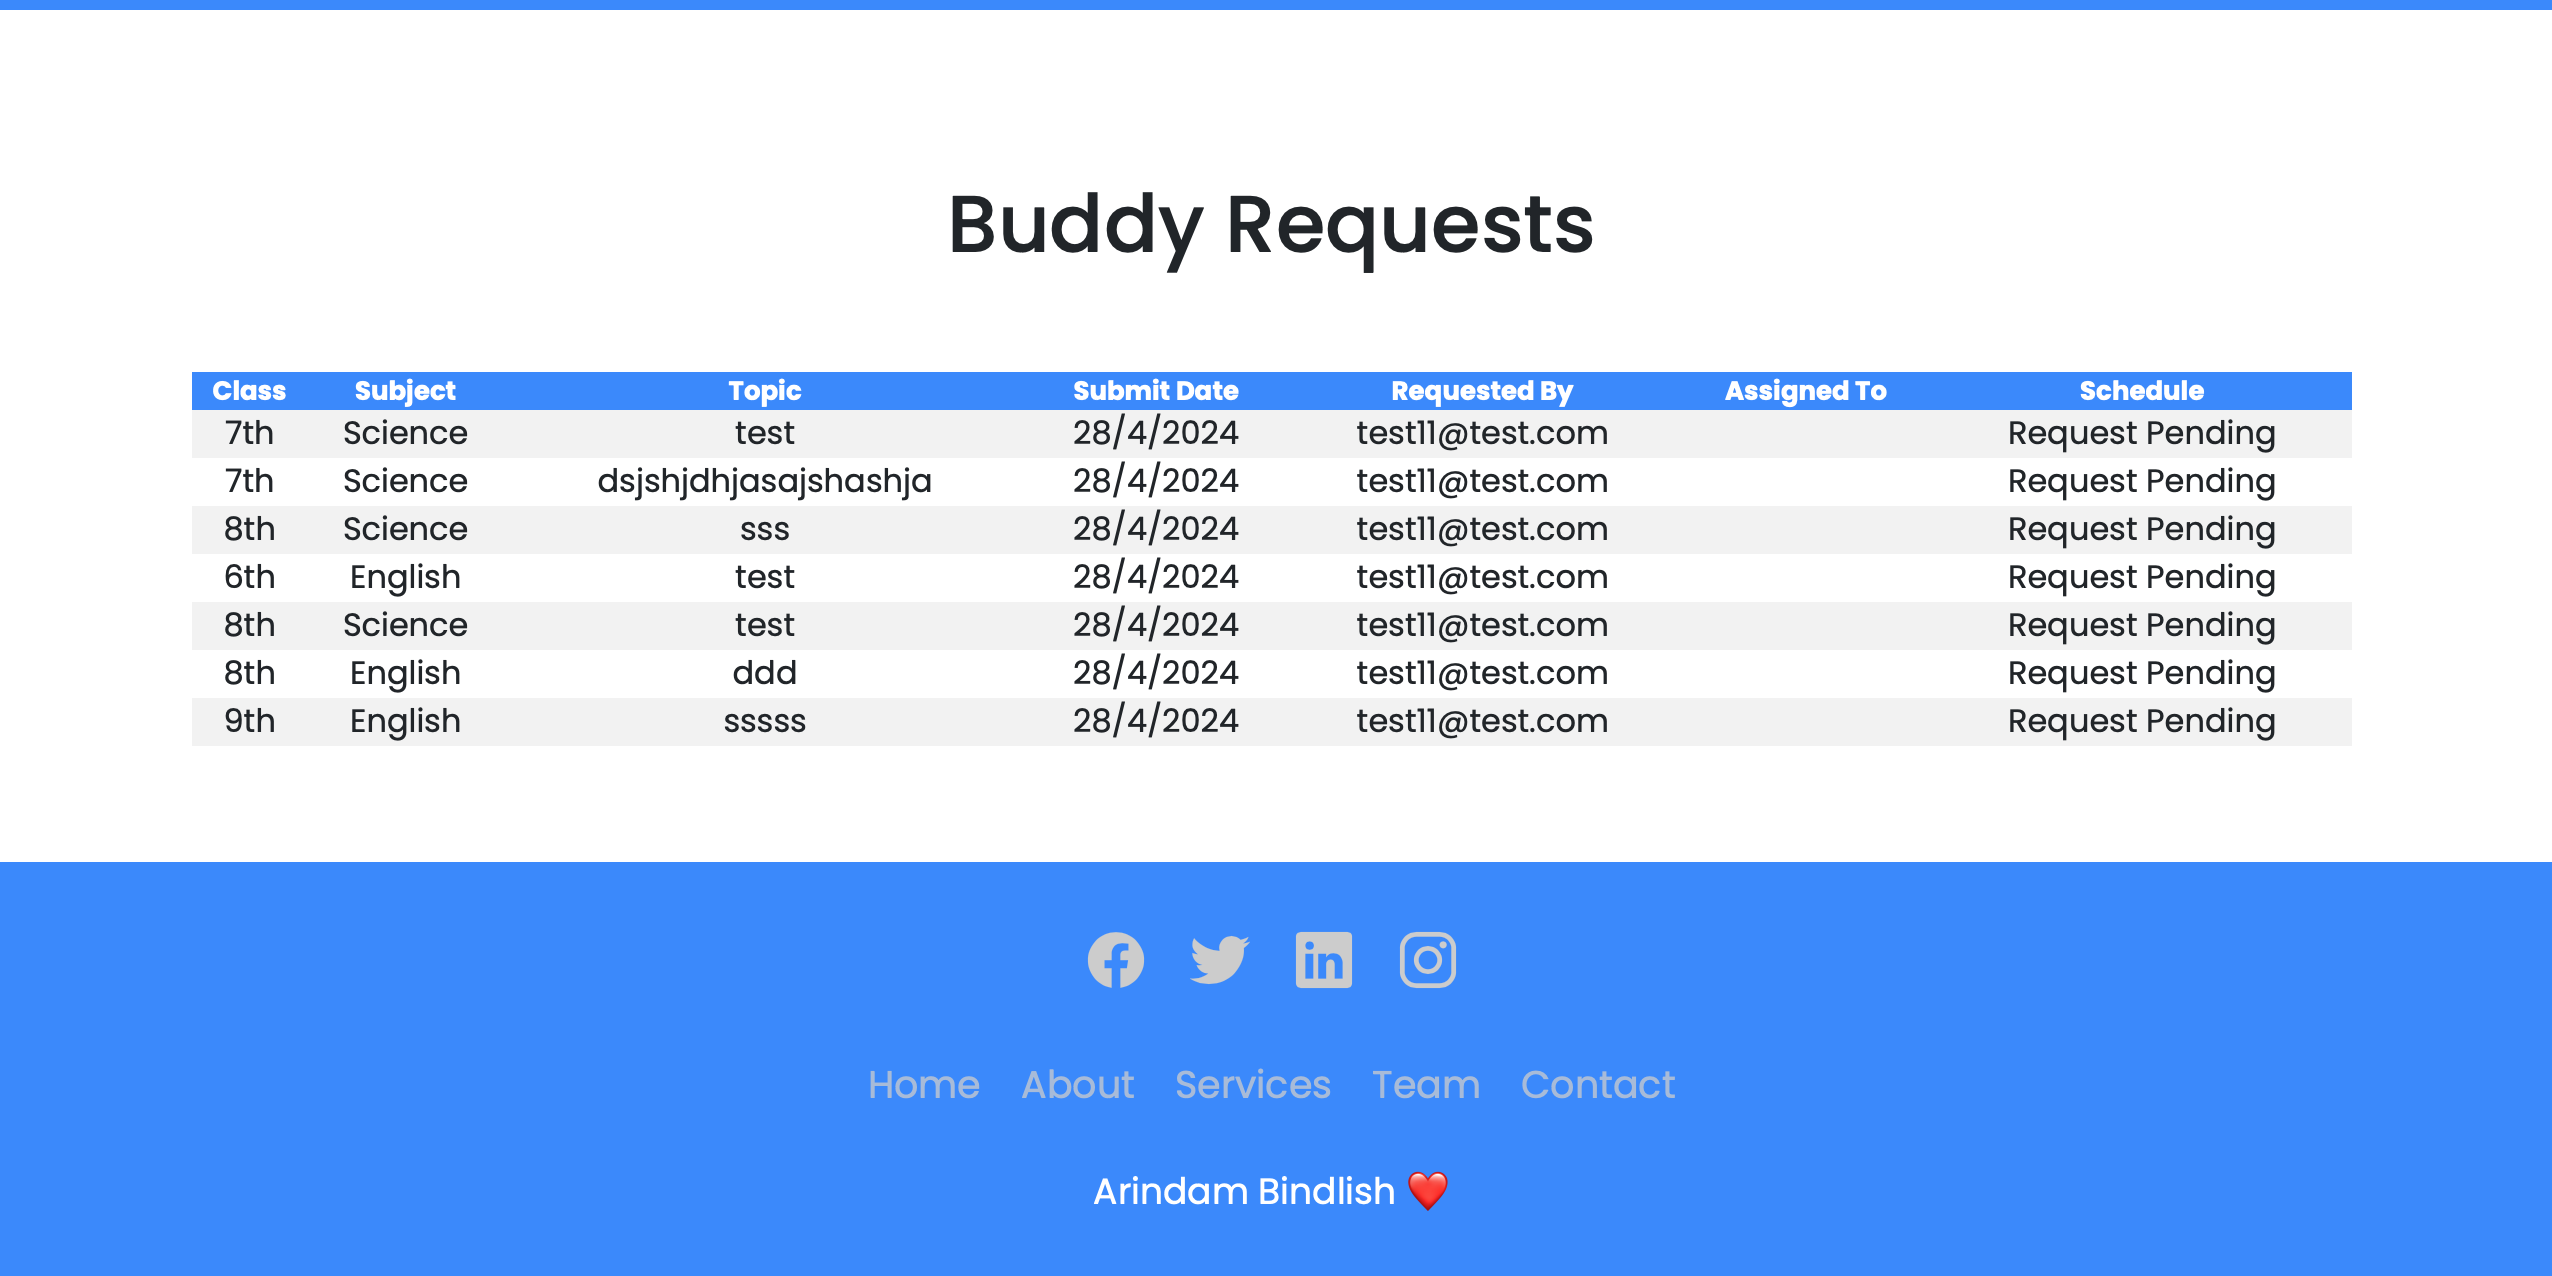 Buddy Requests
Class Subject Topic Submit Date Requested By Assigned To Schedule
7th Science test 28/4/2024 test11@test.com Request Pending
7th Science dsjshjdhjasajshashja 28/4/2024 test11@test.com Request Pending
8th Science sss 28/4/2024 test11@test.com Request Pending
6th English test 28/4/2024 test11@test.com Request Pending
8th Science test 28/4/2024 test11@test.com Request Pending
8th English ddd 28/4/2024 test11@test.com Request Pending
9th English sssss 28/4/2024 test11@test.com Request Pending
Home About Services Team Contact
Arindam Bindlish ❤️